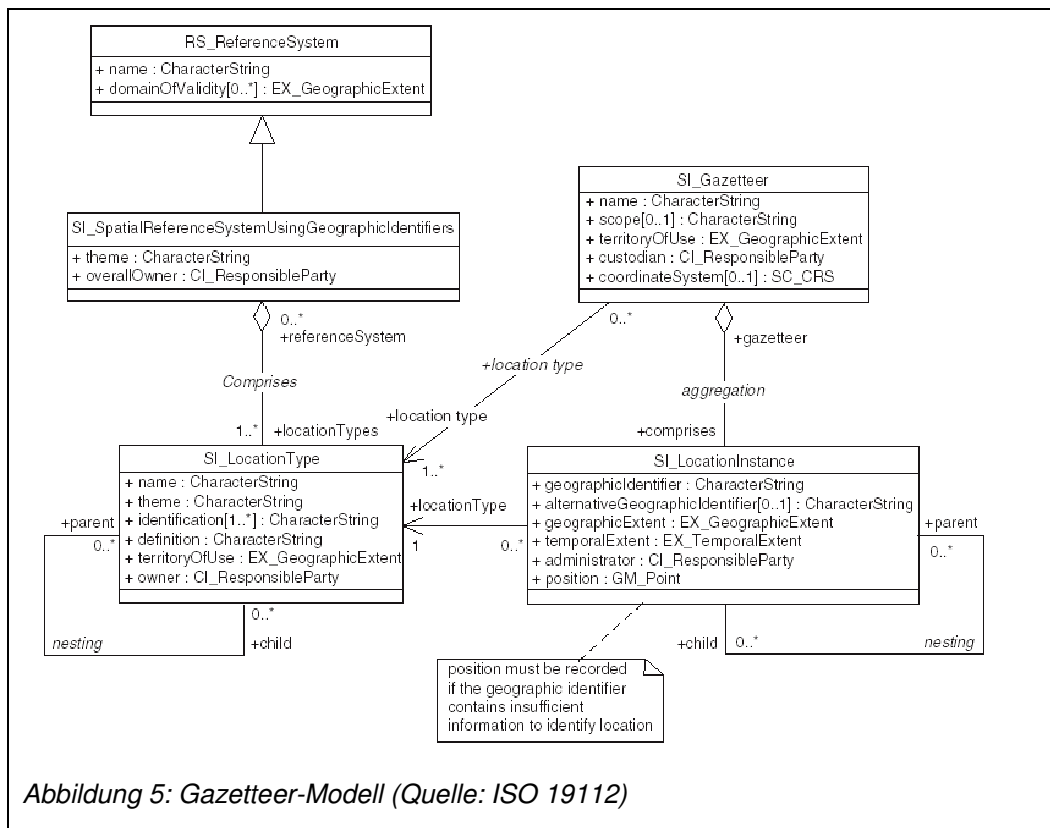 RS_ReferenceSystem
+ name : CharacterString
+ domainOfValidity[0..*] : EX_GeographicExtent
SI_SpatialReferenceSystemUsingGeographicIdentifiers
+ theme : CharacterString
+ overallOwner : CI_ResponsibleParty
SI_Gazetteer
+ name : CharacterString
+ scope[0..1] : CharacterString
+ territoryOfUse : EX_GeographicExtent
+ custodian : CI_ResponsibleParty
+ coordinateSystem[0..1] : SC_CRS
0..*
+referenceSystem
Comprises
1..*
+locationTypes
0..*
+location type
+location type
1..*
+gazetteer
aggregation
+comprises
SI_LocationType
+ name : CharacterString
+ theme : CharacterString
+ identification[1..*] : CharacterString
+ definition : CharacterString
+ territoryOfUse : EX_GeographicExtent
+ owner : CI_ResponsibleParty
+locationType
1
0..*
SI_LocationInstance
+ geographicIdentifier : CharacterString
+ alternativeGeographicIdentifier[0..1] : CharacterString
+ geographicExtent : EX_GeographicExtent
+ temporalExtent : EX_TemporalExtent
+ administrator : CI_ResponsibleParty
+ position : GM_Point
+parent
0..*
nesting
0..*
+child
+parent
0..*
+child
0..*
nesting
position must be recorded
if the geographic identifier
contains insufficient
information to identify location
Abbildung 5: Gazetteer-Modell (Quelle: ISO 19112)